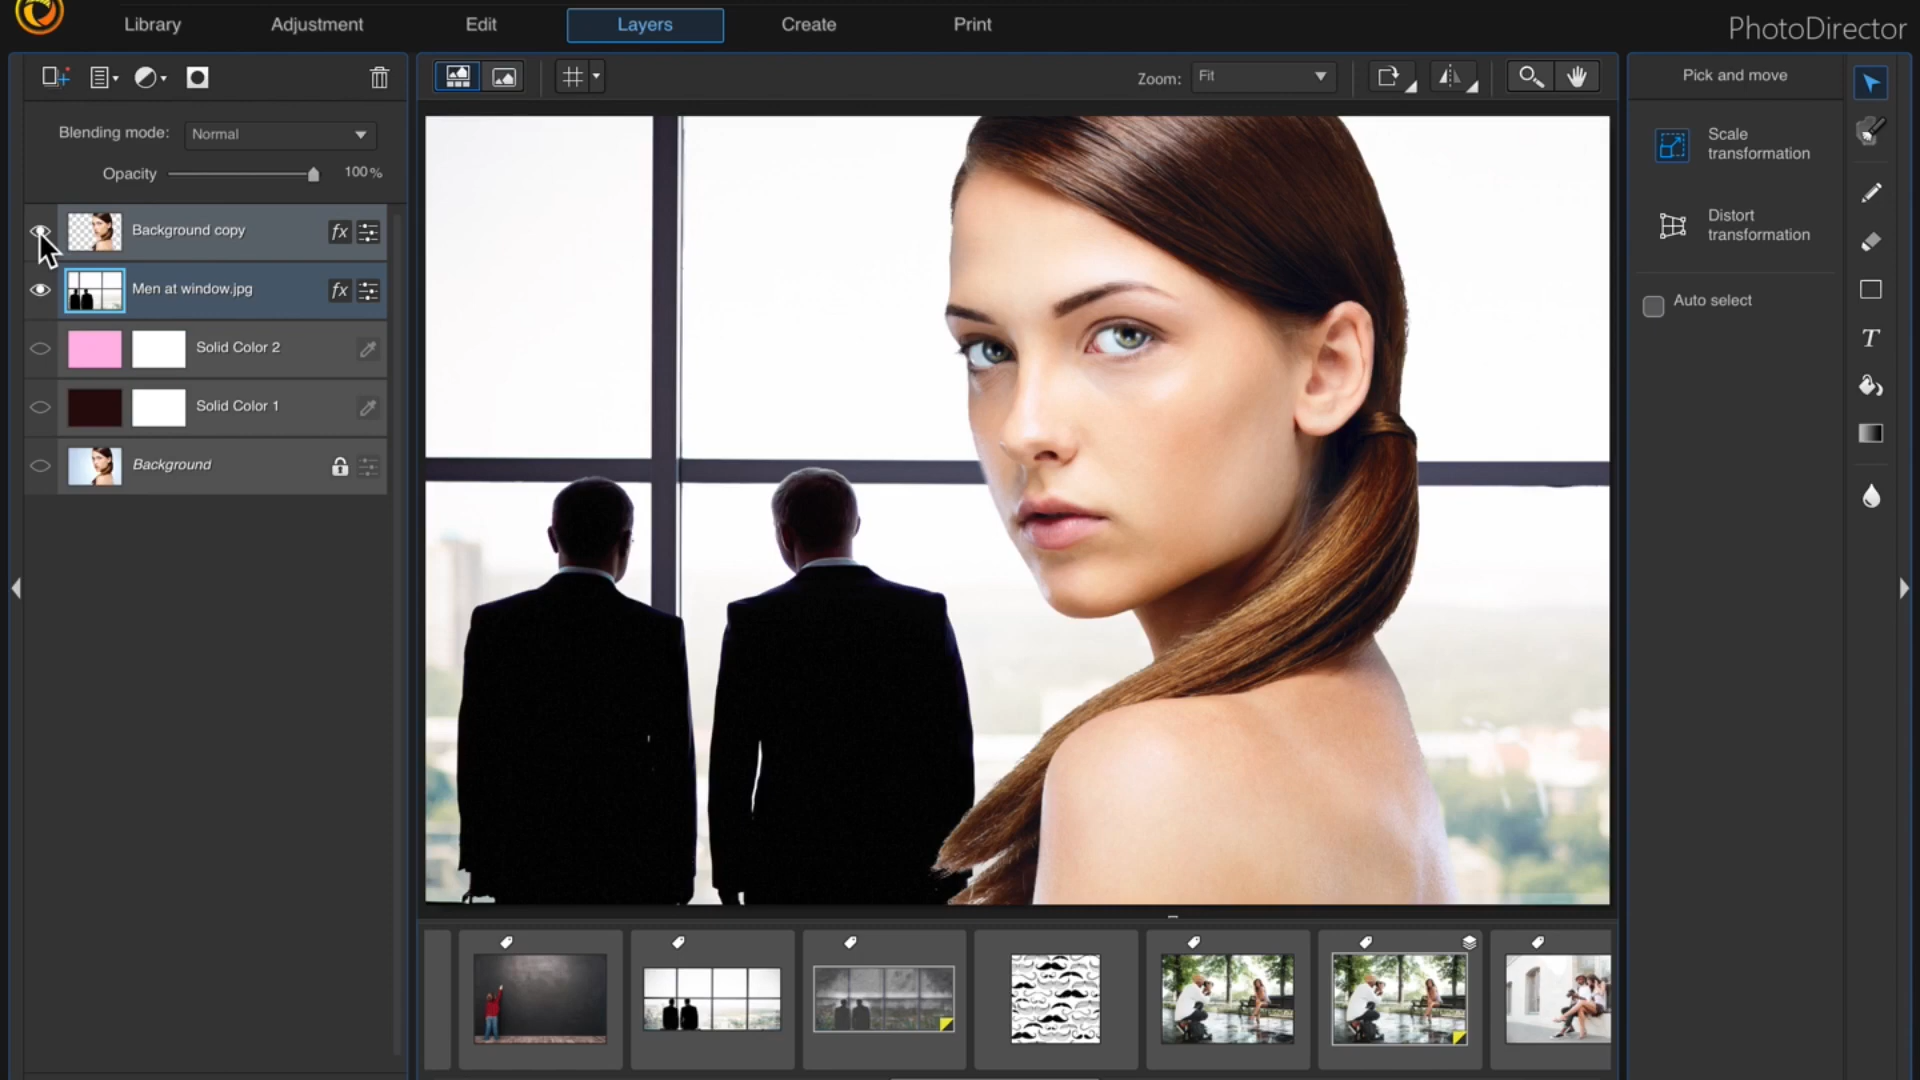 Library
Adjustment
Edit
Layers
Create
Print
PhotoDirector
Zoom:
Fit
Pick and move
Blending mode:
Normal
Opacity
100%
Scale
transformation
Distort
transformation
Auto select
Background copy
fx
Men at window.jpg
fx
Solid Color 2
Solid Color 1
Background
T